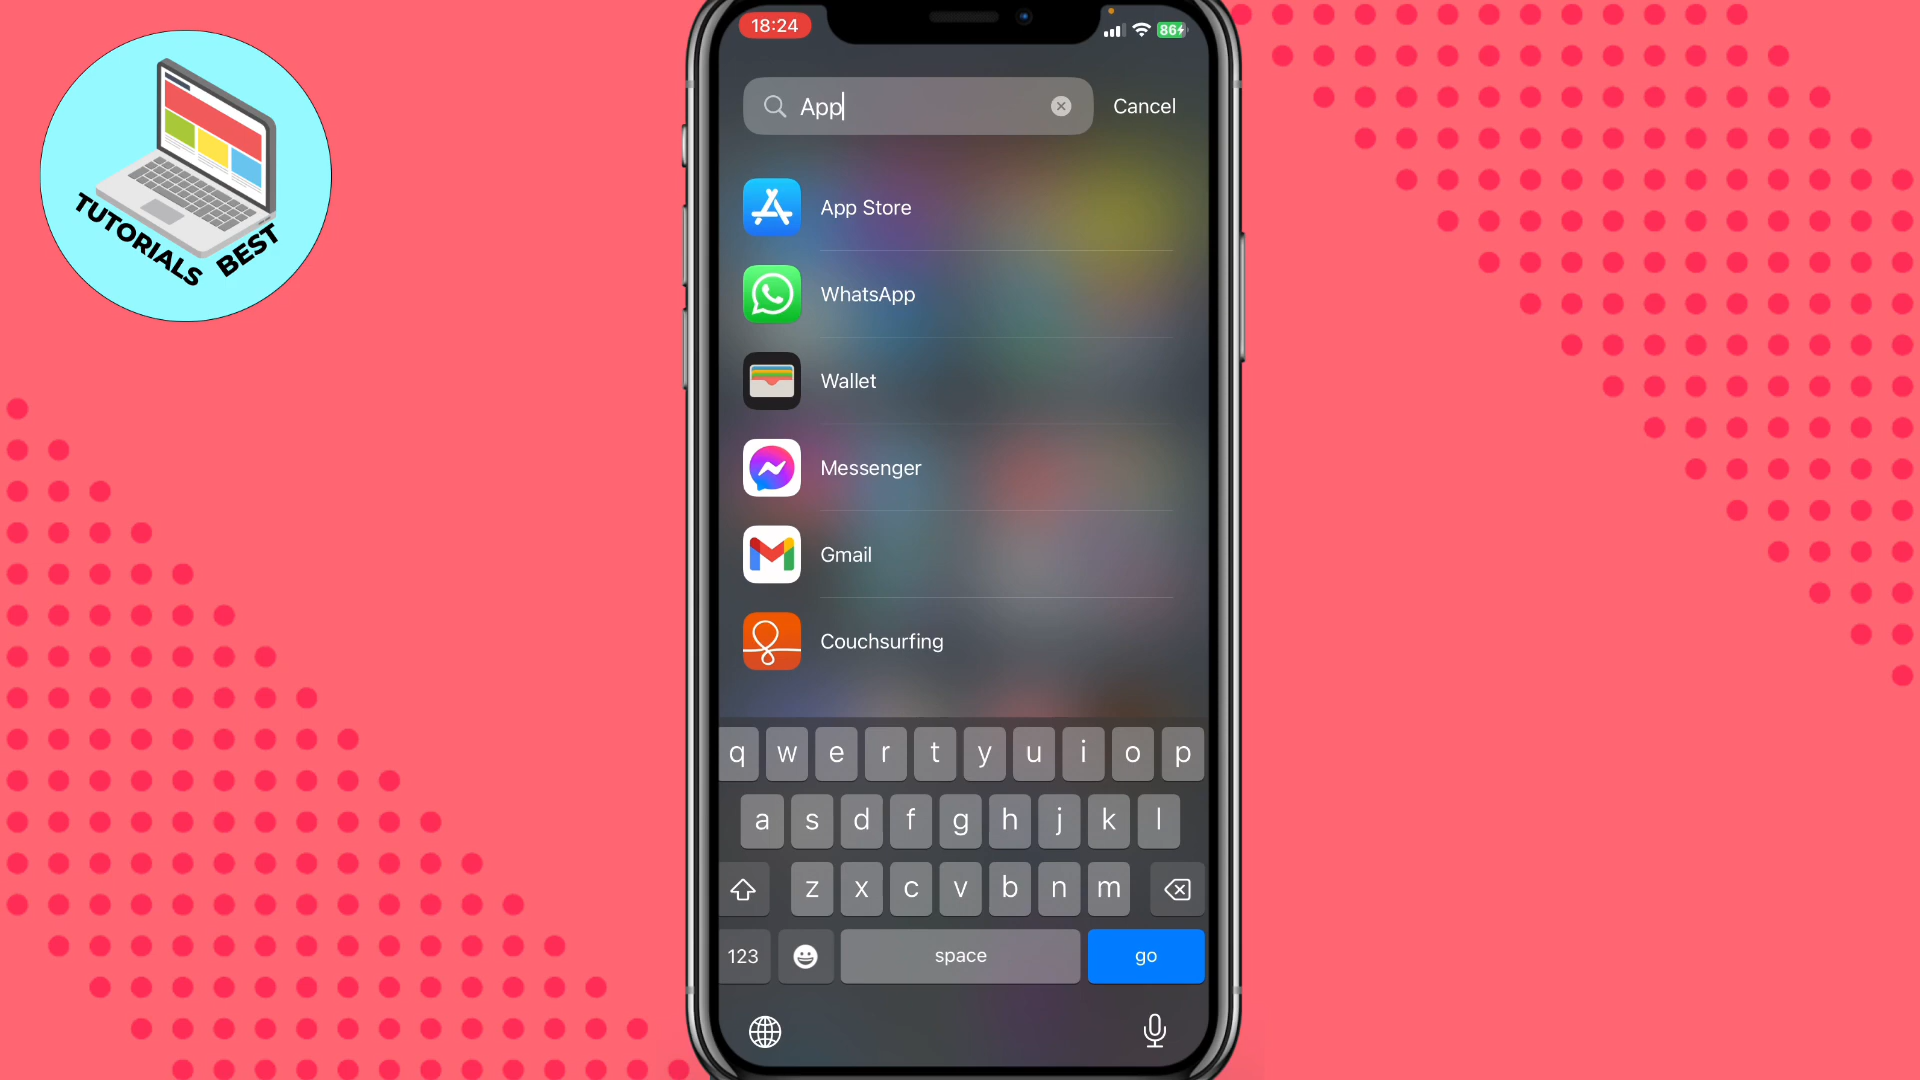 TUTORIALS BEST
18:24
86
App
Cancel
App Store
WhatsApp
Wallet
Messenger
Gmail
Couchsurfing
q w e r t y u i o p
a s d f g h j k l
z x c v b n m
123 space go